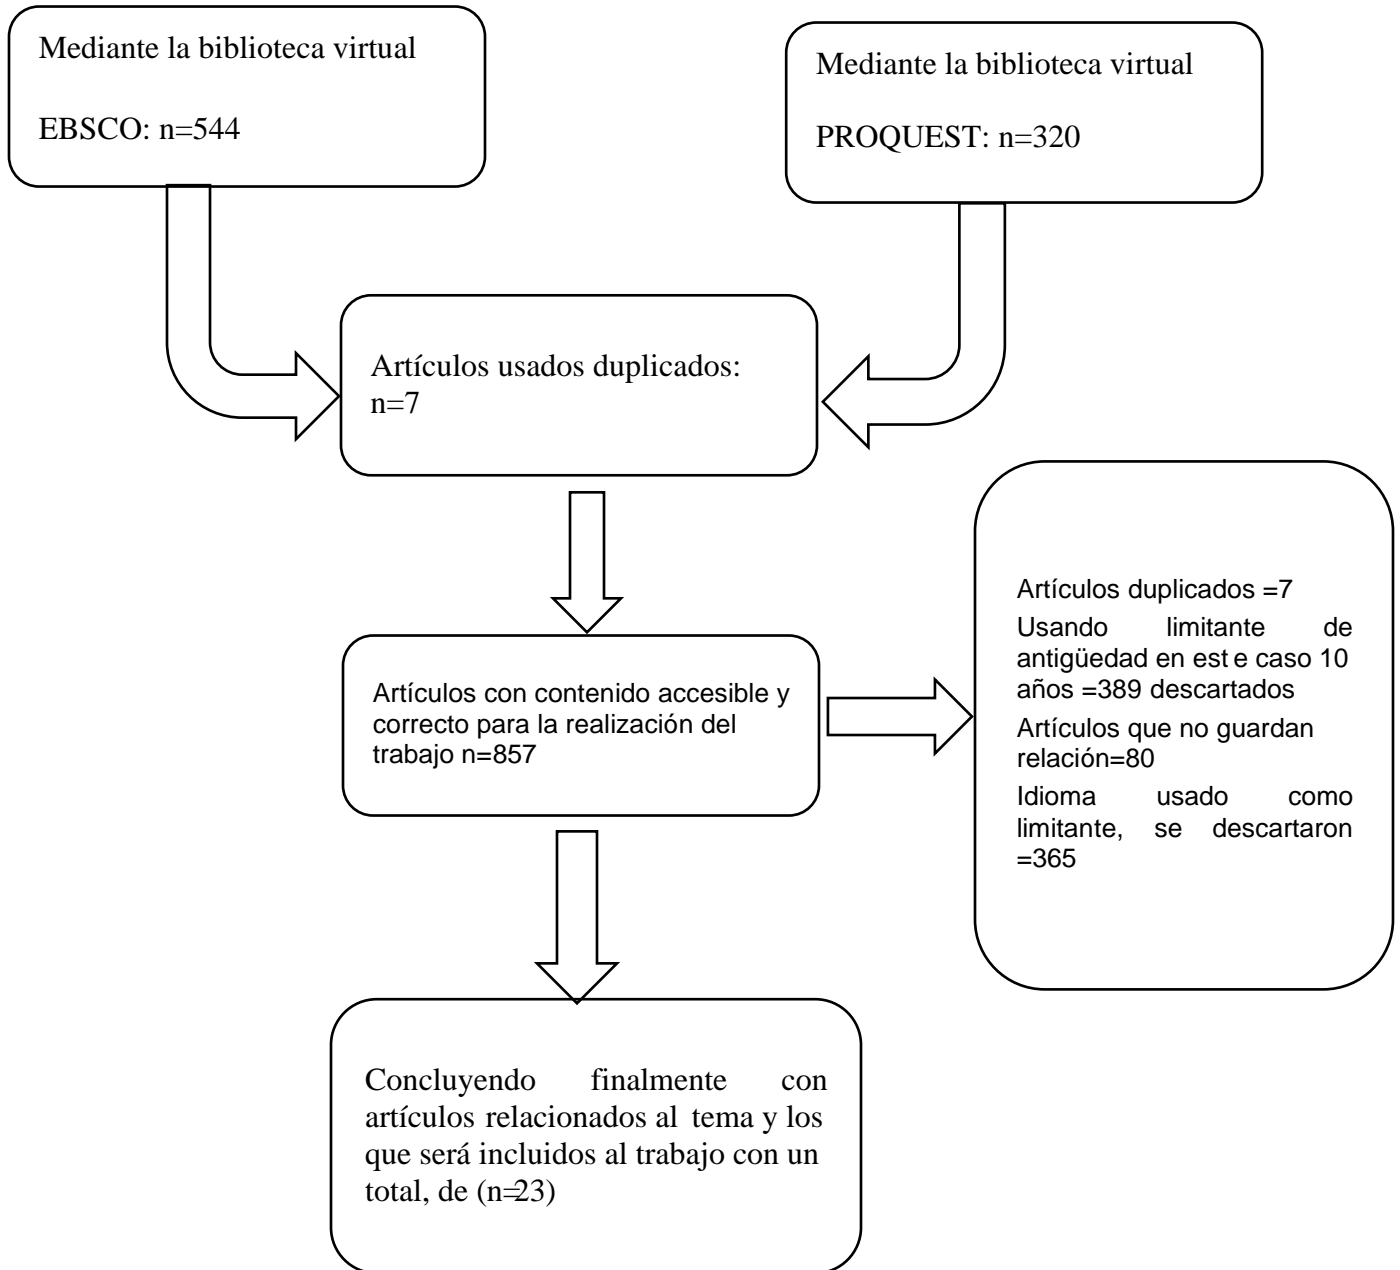 Mediante la biblioteca virtual
EBSCO: n=544
Mediante la biblioteca virtual
PROQUEST: n=320
Artículos usados duplicados:
n=7
Artículos con contenido accesible y
correcto para la realización del
trabajo n=857
Artículos duplicados =7
Usando limitante de
antigüedad en est e caso 10
años =389 descartados
Artículos que no guardan
relación=80
Idioma usado como
limitante, se descartaron
=365
Concluyendo finalmente con
artículos relacionados al tema y los
que será incluidos al trabajo con un
total, de (n=23)